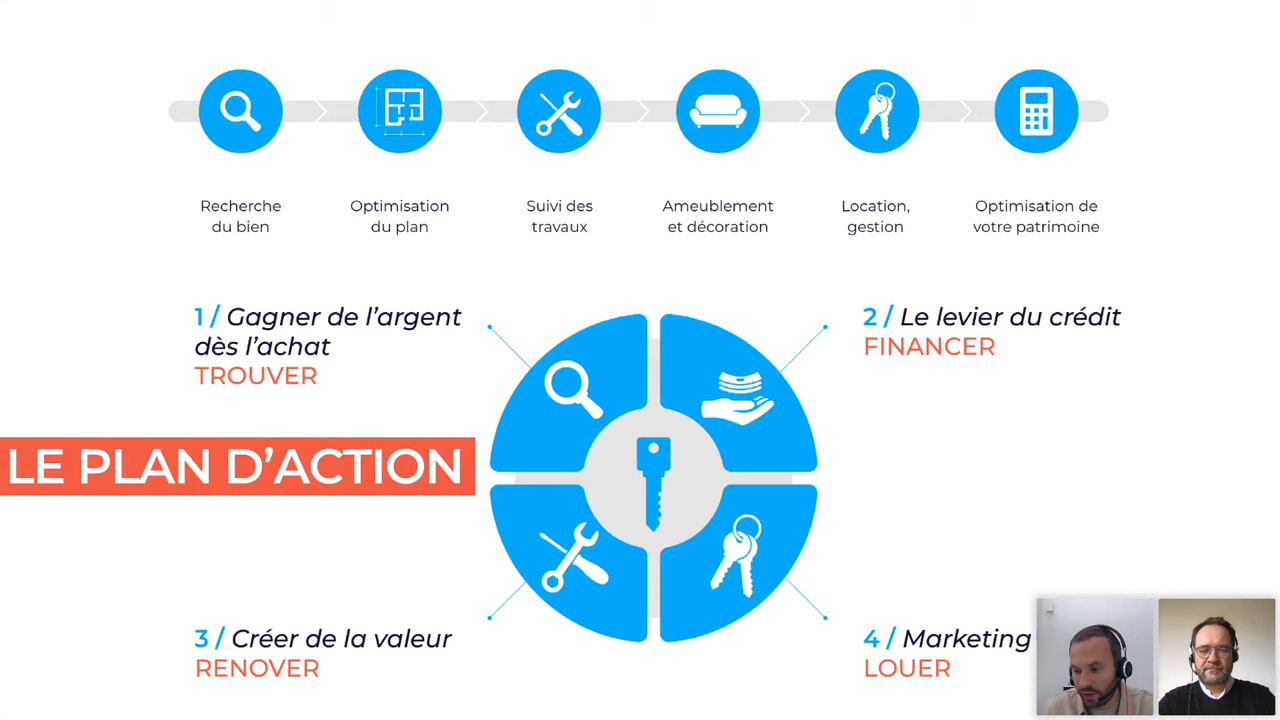 Recherche
du bien
Optimisation
du plan
Suivi des
travaux
Ameublement
et décoration
Location,
gestion
Optimisation de
votre patrimoine
1 / Gagner de l’argent
dès l’achat
TROUVER
2 / Le levier du crédit
FINANCER
LE PLAN D’ACTION
3 / Créer de la valeur
RENOVER
4 / Marketing
LOUER